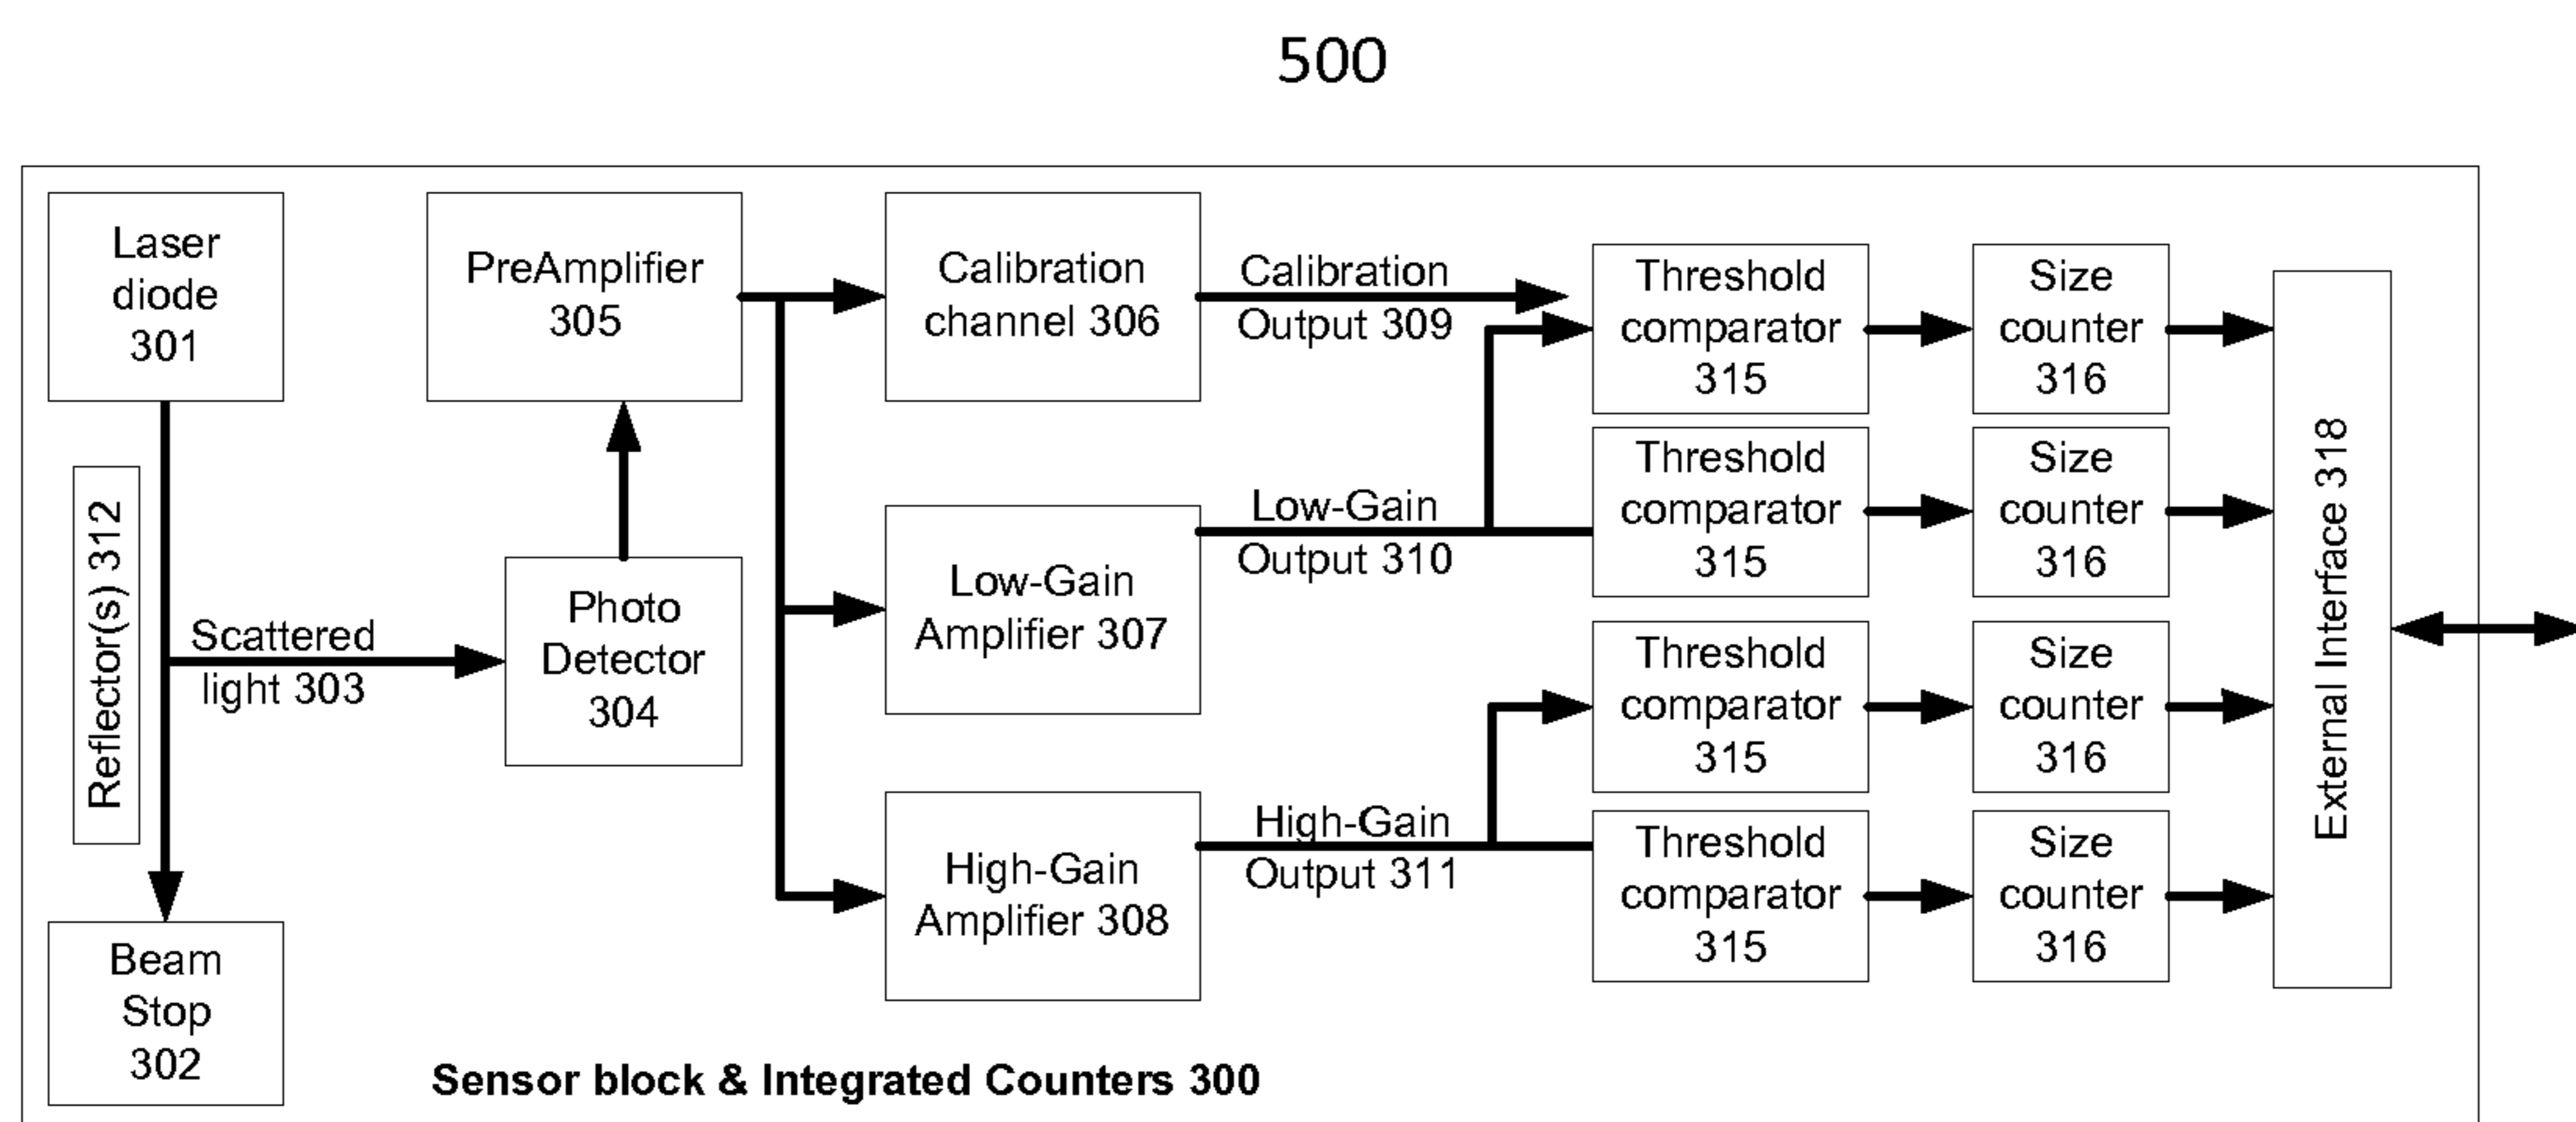 500
Laser
diode
301
PreAmplifier
305
Calibration
channel 306
Calibration
Output 309
Threshold
comparator
315
Size
counter
316
Reflector(s) 312
Scattered
light 303
Photo
Detector
304
Low-Gain
Amplifier 307
Low-Gain
Output 310
Threshold
comparator
315
Size
counter
316
External Interface 318
Threshold
comparator
315
Size
counter
316
High-Gain
Amplifier 308
High-Gain
Output 311
Threshold
comparator
315
Size
counter
316
Beam
Stop
302
Sensor block & Integrated Counters 300